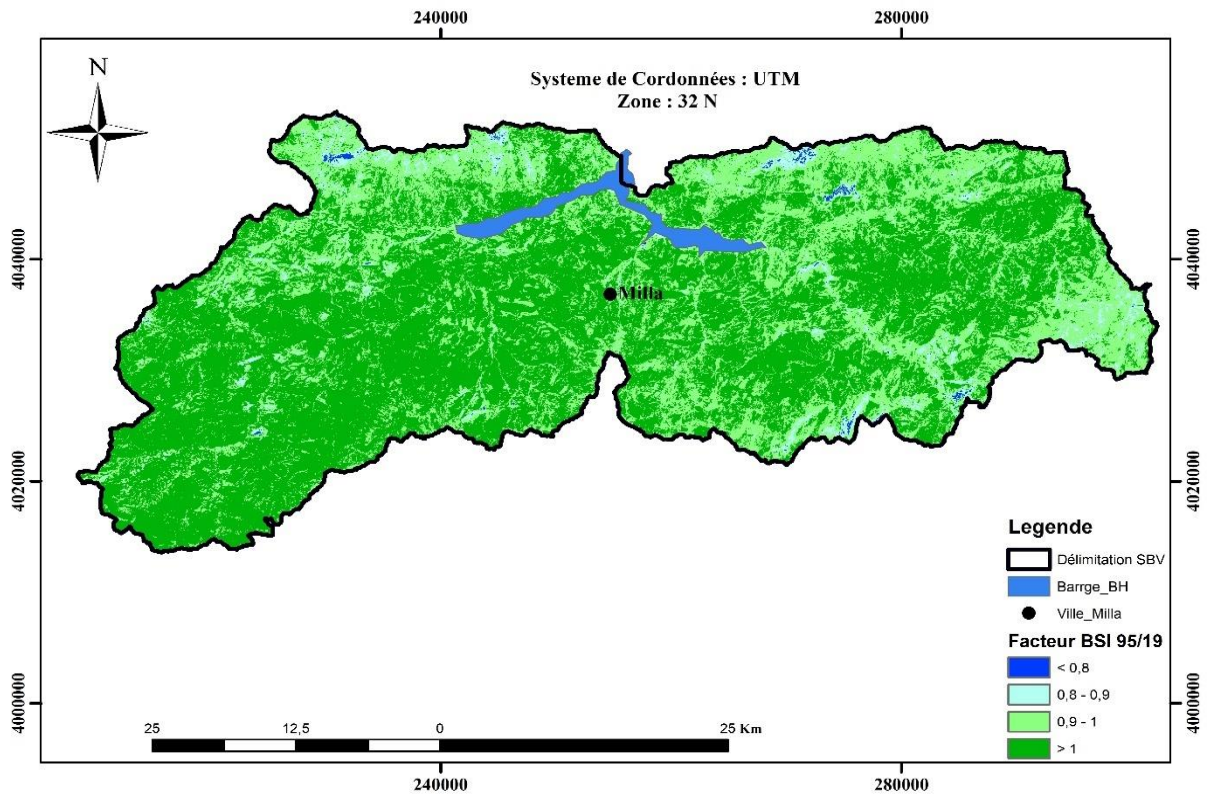 240000
280000
N
Systeme de Cordonnées : UTM
Zone : 32 N
4040000
4040000
Milla
4020000
4020000
Legende
Délimitation SBV
Barrge_BH
Ville_Milla
Facteur BSI 95/19
< 0,8
0,8 - 0,9
0,9 - 1
> 1
4000000
4000000
25
12,5
0
25 Km
240000
280000